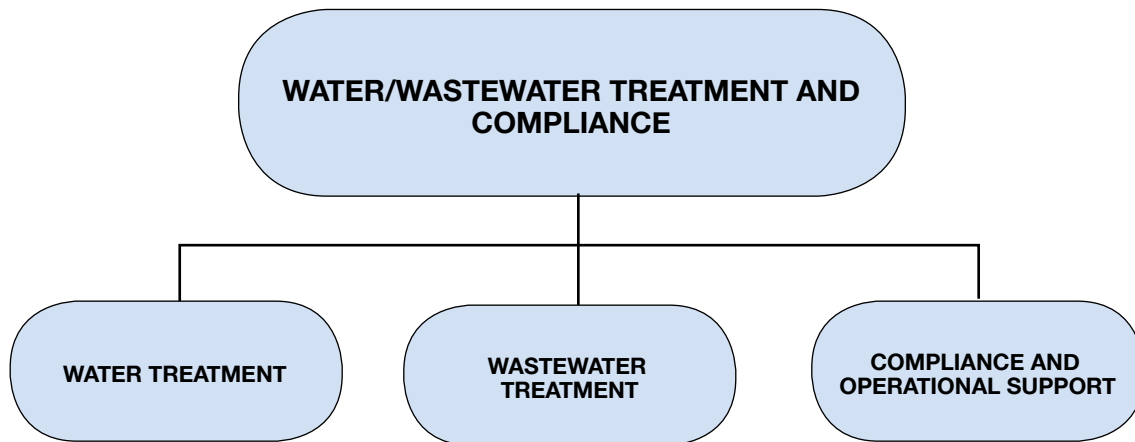 WATER/WASTEWATER TREATMENT AND
COMPLIANCE
WATER TREATMENT
WASTEWATER
TREATMENT
COMPLIANCE AND
OPERATIONAL SUPPORT